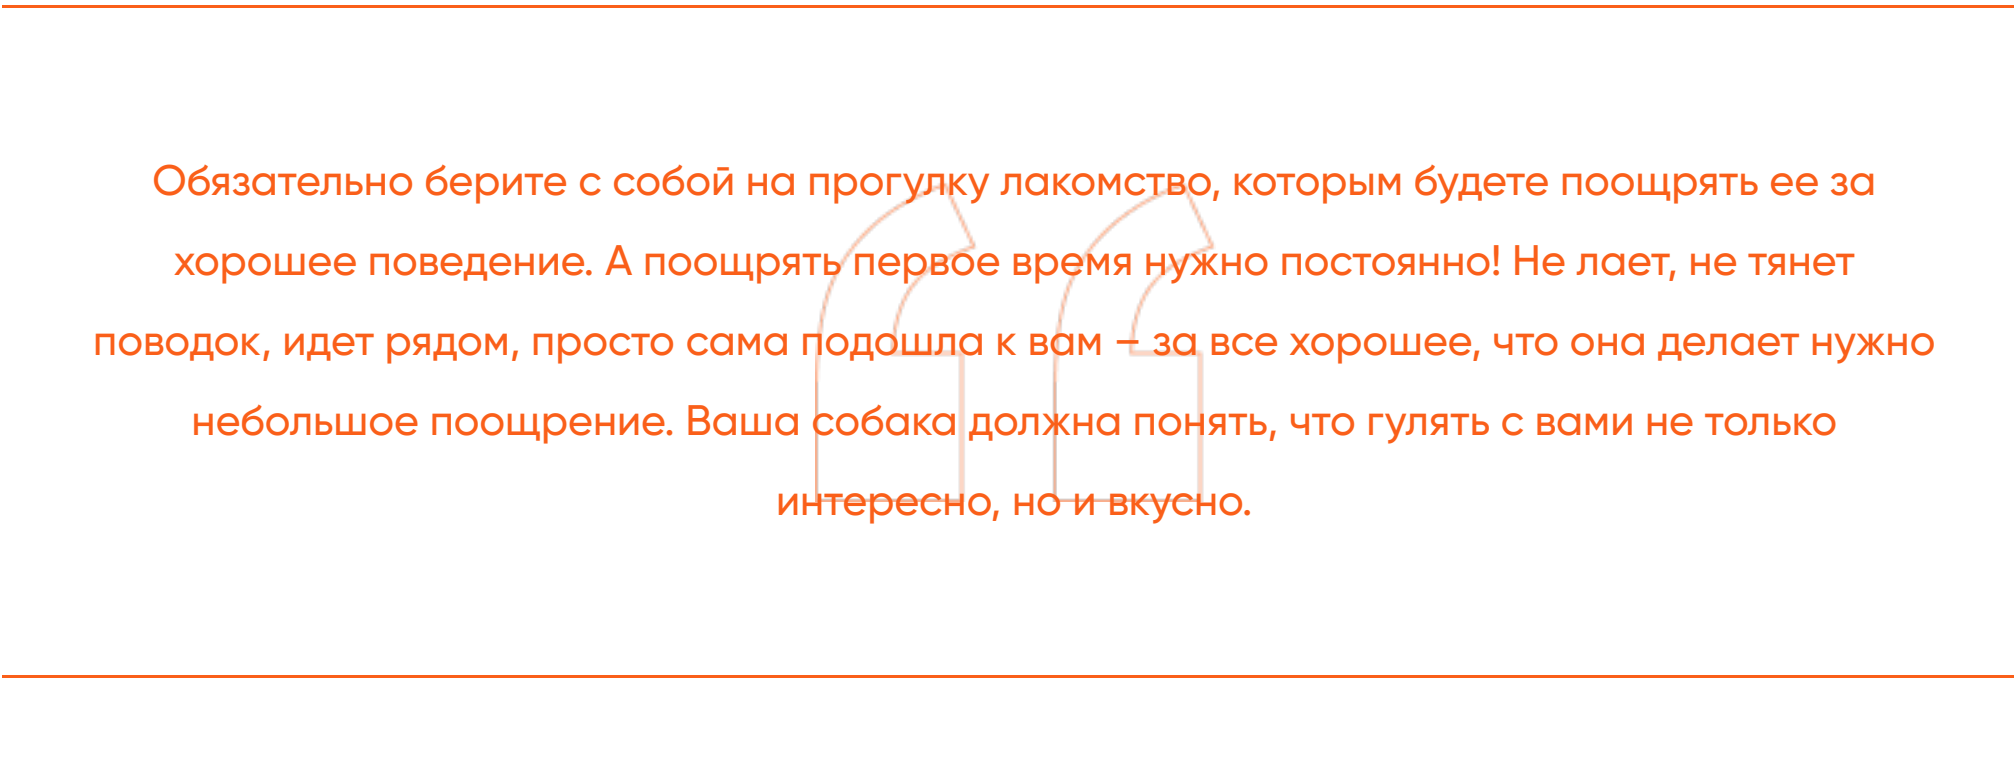 Обязательно берите с собой на прогулку лакомство, которым будете поощрять ее за
хорошее поведение. А поощрять первое время нужно постоянно! Не лает, не тянет
поводок, идет рядом, просто сама подошла к вам – за все хорошее, что она делает нужно
небольшое поощрение. Ваша собака должна понять, что гулять с вами не только
интересно, но и вкусно.